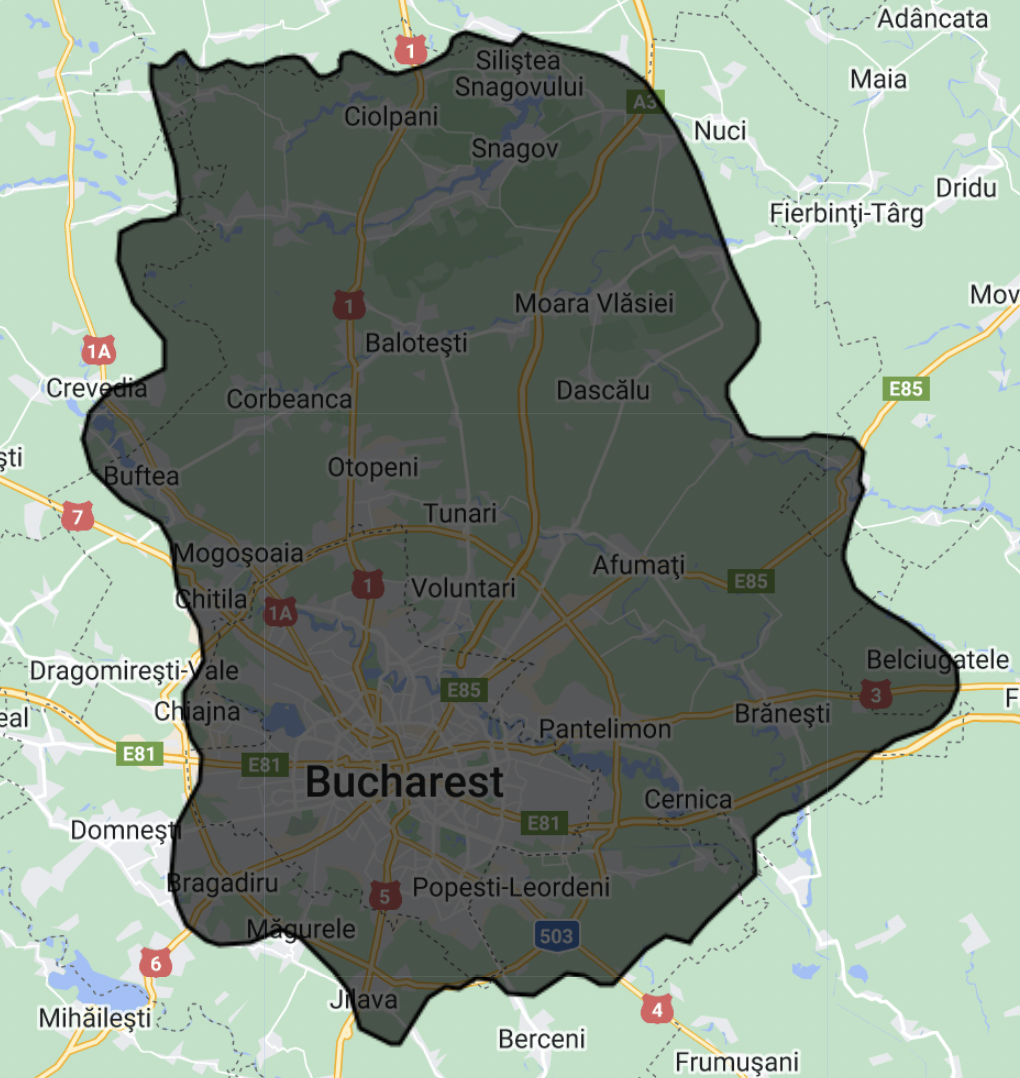 Adâncata
1
Siliştea
Snagovului
Maia
A3
Ciolpani
Nuci
Snagov
Dridu
Fierbinţi-Târg
Mov
1
Moara Vlăsiei
1A
Baloteşti
Crevedia
Corbeanca
Dascălu
E85
şti
Otopeni
Buftea
7
Tunari
Mogoşoaia
Afumaţi
E85
1
Voluntari
Chitila
1A
Dragomireşti-Vale
Belciugatele
E85
3
F
eal
Chiajna
Brăneşti
Pantelimon
E81
E81
Bucharest
Cernica
Domneşti
E81
Bragadiru
5
Popesti-Leordeni
Măgurele
503
6
Jilava
4
Mihăileşti
Berceni
Frumuşani